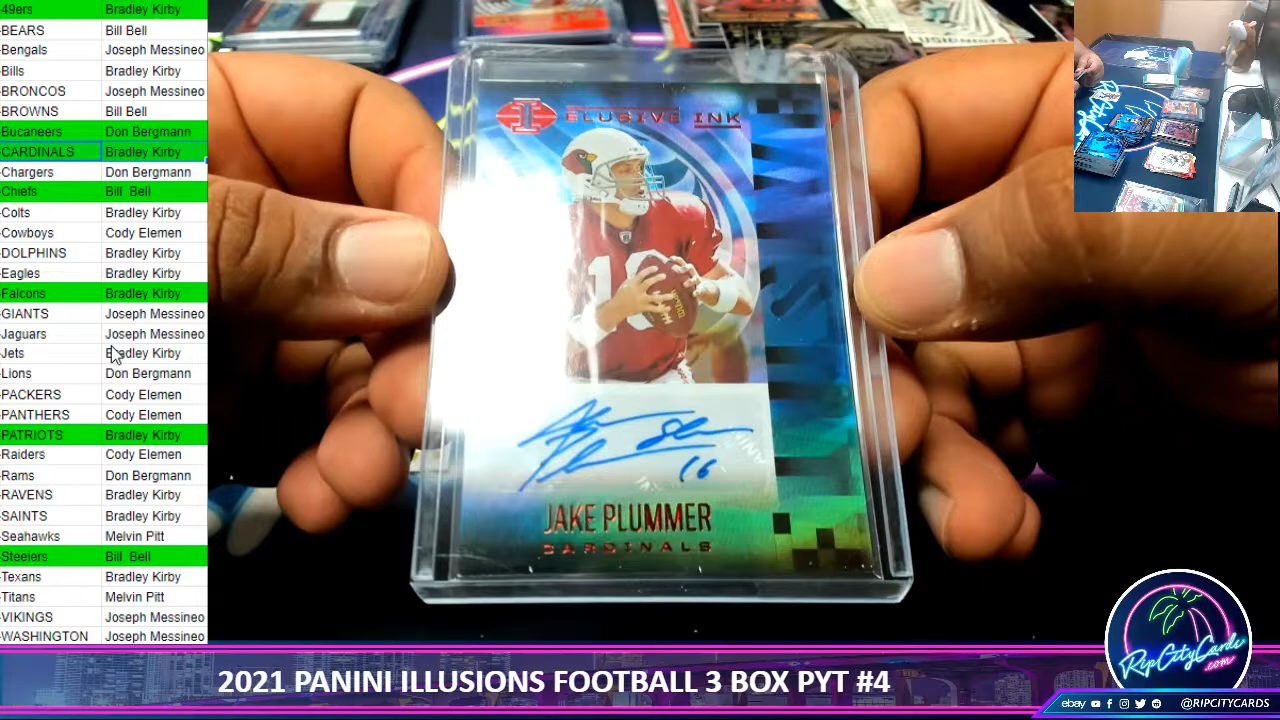 -49ers Bradley Kirby
-BEARS Bill Bell
-Bengals Joseph Messineo
-Bills Bradley Kirby
-BRONCOS Joseph Messineo
-BROWNS Bill Bell
-Bucaneers Don Bergmann
-CARDINALS Bradley Kirby
-Chargers Don Bergmann
-Chiefs Bill Bell
-Colts Bradley Kirby
-Cowboys Cody Elemen
-DOLPHINS Bradley Kirby
-Eagles Bradley Kirby
-Falcons Bradley Kirby
-GIANTS Joseph Messineo
-Jaguars Joseph Messineo
-Jets Bradley Kirby
-Lions Don Bergmann
-PACKERS Cody Elemen
-PANTHERS Cody Elemen
-PATRIOTS Bradley Kirby
-Raiders Cody Elemen
-Rams Don Bergmann
-RAVENS Bradley Kirby
-SAINTS Bradley Kirby
-Seahawks Melvin Pitt
-Steelers Bill Bell
-Texans Bradley Kirby
-Titans Melvin Pitt
-VIKINGS Joseph Messineo
-WASHINGTON Joseph Messineo
I ELUSIVE INK
16
16
JAKE PLUMMER
CARDINALS
RipCityCards
.com
2021 PANINI ILLUSIONS FOOTBALL 3 BOX PYT #4
ebay @RIPCITYCARDS